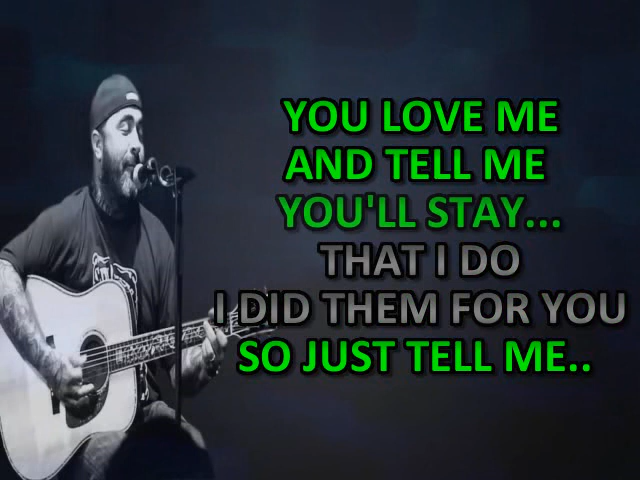 YOU LOVE ME
AND TELL ME
YOU'LL STAY...
THAT I DO
I DID THEM FOR YOU
SO JUST TELL ME..